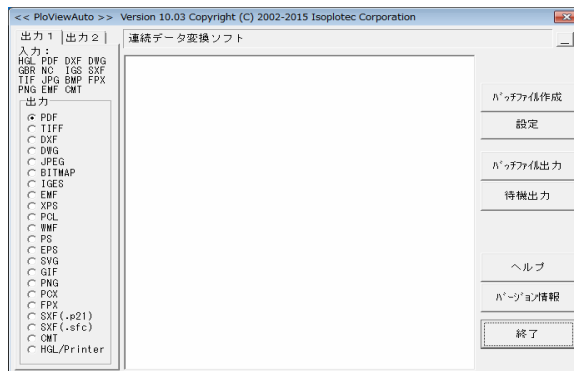 << PloViewAuto >> Version 10.03 Copyright (C) 2002-2015 Isoplotec Corporation
出力1 出力2
連続データ変換ソフト
入力:
HGL PDF DXF DWG
GBR NC IGS SXF
TIF JPG BMP FPX
PNG EMF CMT
出力
PDF
TIFF
DXF
DWG
JPEG
BITMAP
IGES
EMF
XPS
PCL
WMF
PS
EPS
SVG
GIF
PNG
PCX
FPX
SXF(.p21)
SXF(.sfc)
CMT
HGL/Printer
ﾊﾞｯﾁﾌｧｲﾙ作成
設定
ﾊﾞｯﾁﾌｧｲﾙ出力
待機出力
ヘルプ
ﾊﾞｰｼﾞｮﾝ情報
終了